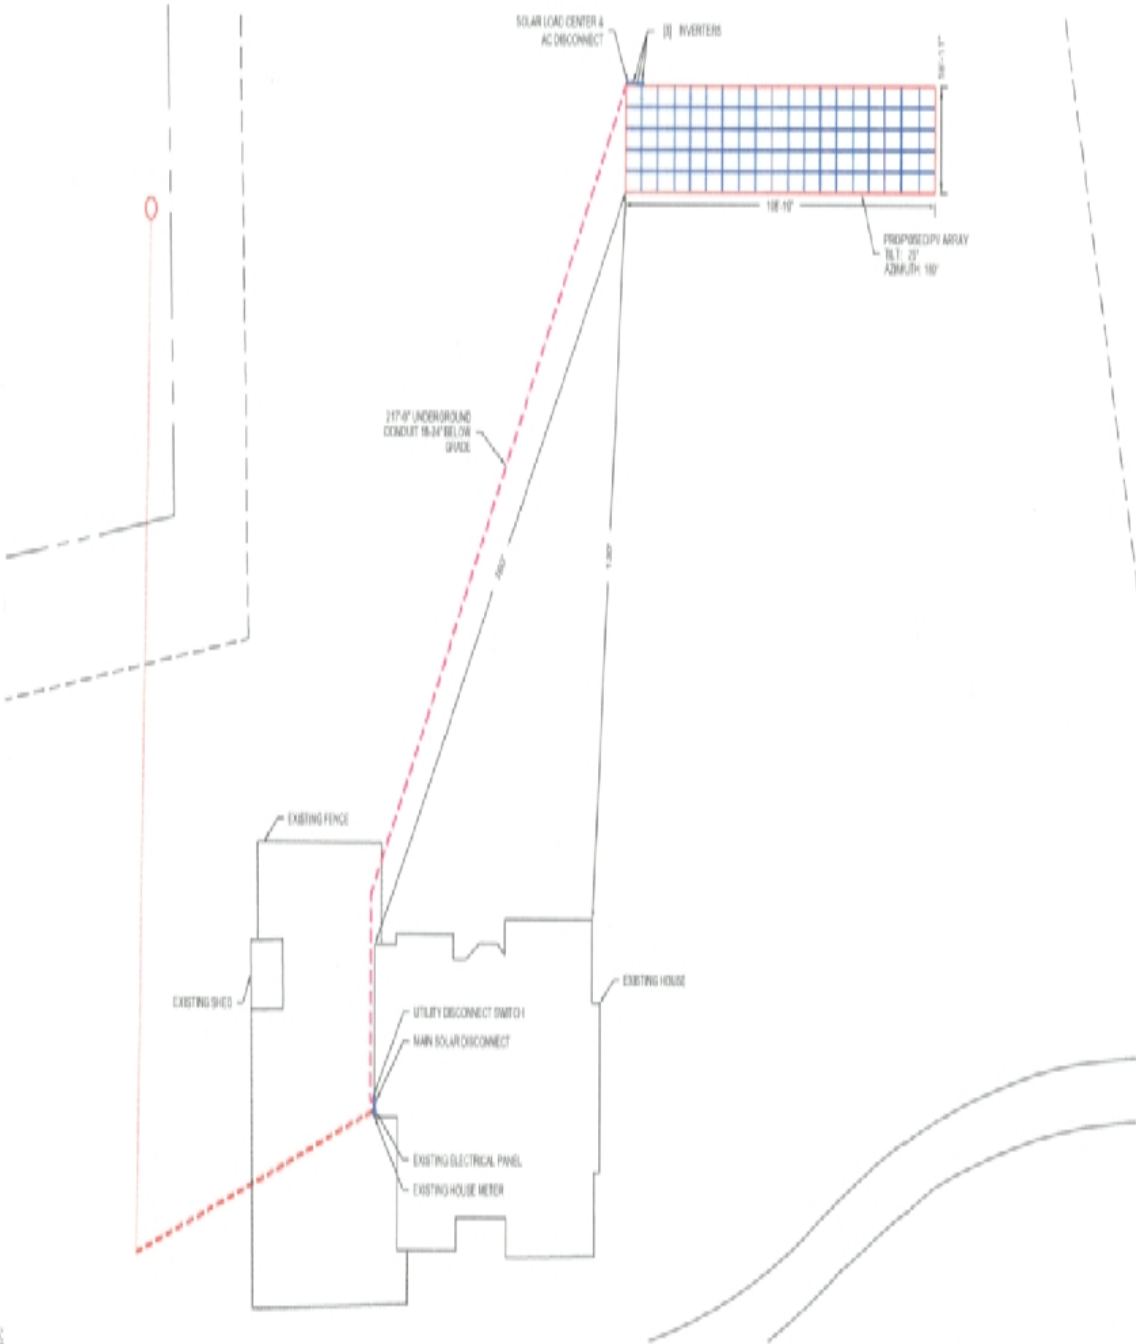 SOLAR LOAD CENTER &
AC DISCONNECT
[3] INVERTERS
PROPOSED PV ARRAY
TILT: 25°
AZIMUTH: 180°
217'-0" UNDERGROUND
CONDUIT 18-24" BELOW
GRADE
EXISTING FENCE
EXISTING SHED
EXISTING HOUSE
UTILITY DISCONNECT SWITCH
MAIN SOLAR DISCONNECT
EXISTING ELECTRICAL PANEL
EXISTING HOUSE METER